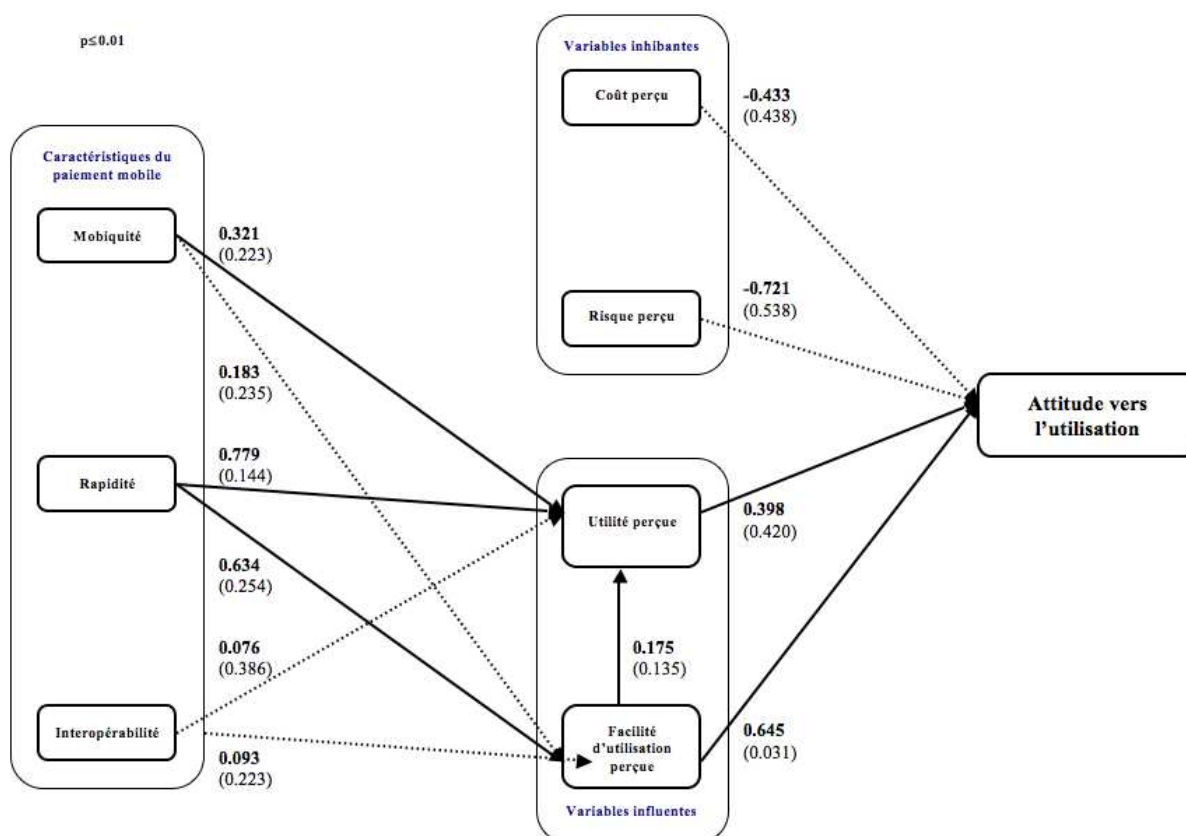 p≤0.01
Variables inhibantes
Coût perçu
-0.433
(0.438)
Risque perçu
-0.721
(0.538)
Caractéristiques du
paiement mobile
Mobiquité
0.321
(0.223)
0.183
(0.235)
Rapidité
0.779
(0.144)
0.634
(0.254)
0.076
(0.386)
Interopérabilité
0.093
(0.223)
Utilité perçue
0.398
(0.420)
0.175
(0.135)
Facilité
d'utilisation
perçue
0.645
(0.031)
Variables influentes
Attitude vers
l'utilisation